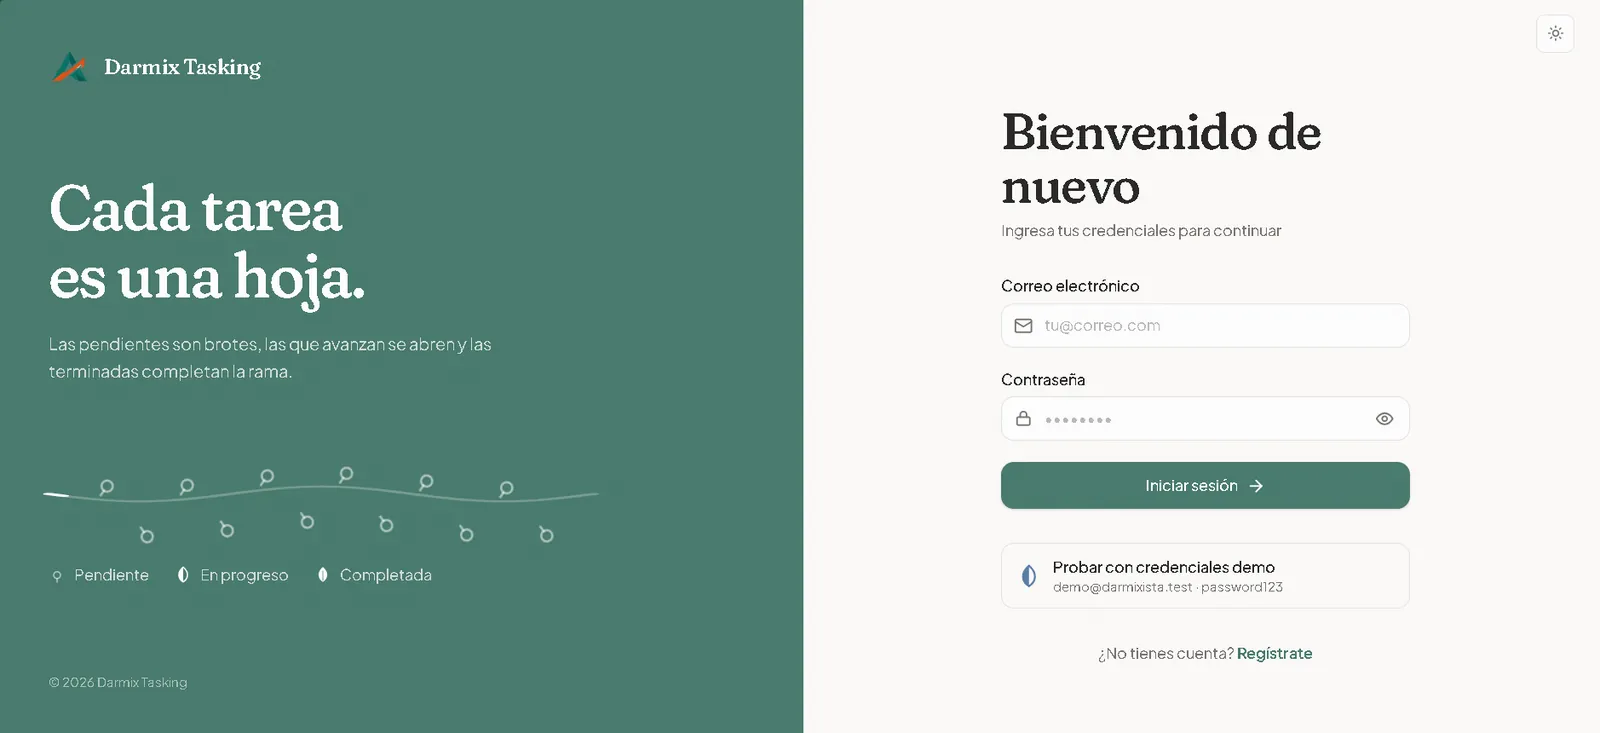 Darmix Tasking
Cada tarea
es una hoja.
Las pendientes son brotes, las que avanzan se abren y las
terminadas completan la rama.
Pendiente
En progreso
Completada
© 2026 Darmix Tasking
Bienvenido de
nuevo
Ingresa tus credenciales para continuar
Correo electrónico
tu@correo.com
Contraseña
••••••••
Iniciar sesión →
Probar con credenciales demo
demo@darmixista.test · password123
¿No tienes cuenta? Regístrate